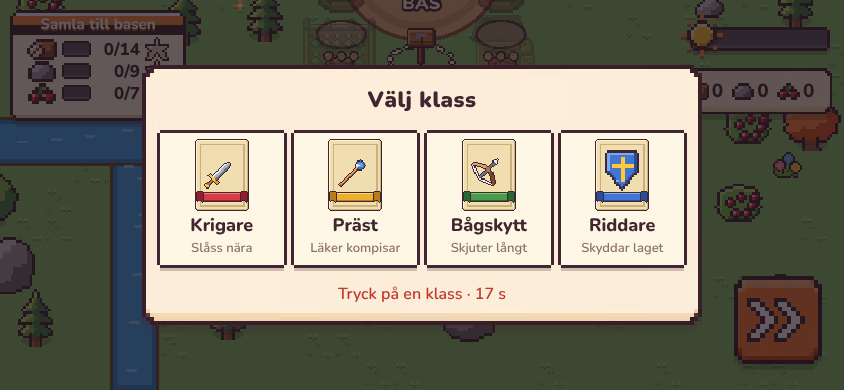 BAS
Samla till basen
0/14
0/9
0/7
0 0 0
Välj klass
Krigare
Slåss nära
Präst
Läker kompisar
Bågskytt
Skjuter långt
Riddare
Skyddar laget
Tryck på en klass · 17 s